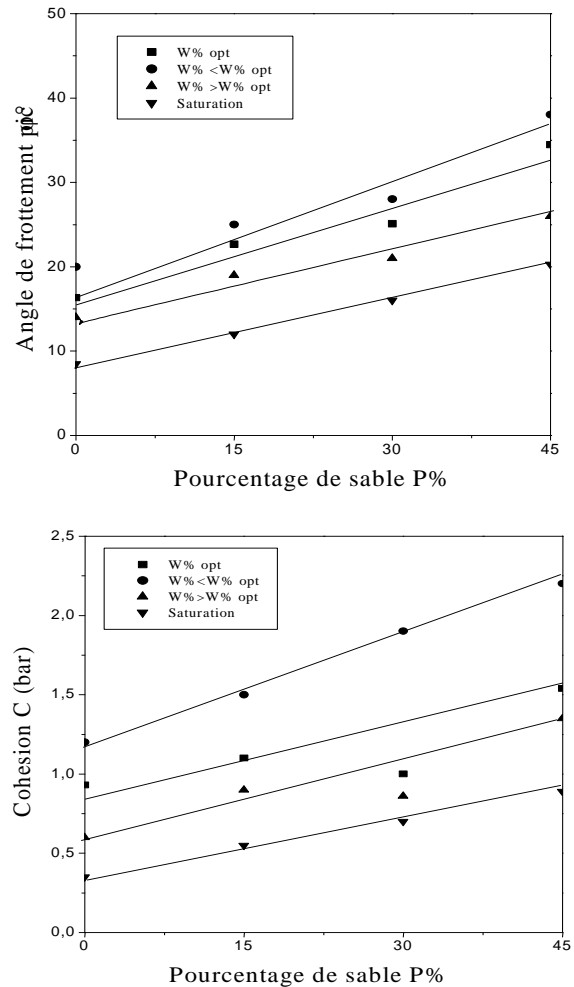 50
40
30
20
10
0
Angle de frottement
W% opt
W% <W% opt
W% >W% opt
Saturation
0 15 30 45
Pourcentage de sable P%
2,5
2,0
1,5
1,0
0,5
0,0
Cohesion C (bar)
W% opt
W%<W% opt
W%>W% opt
Saturation
0 15 30 45
Pourcentage de sable P%